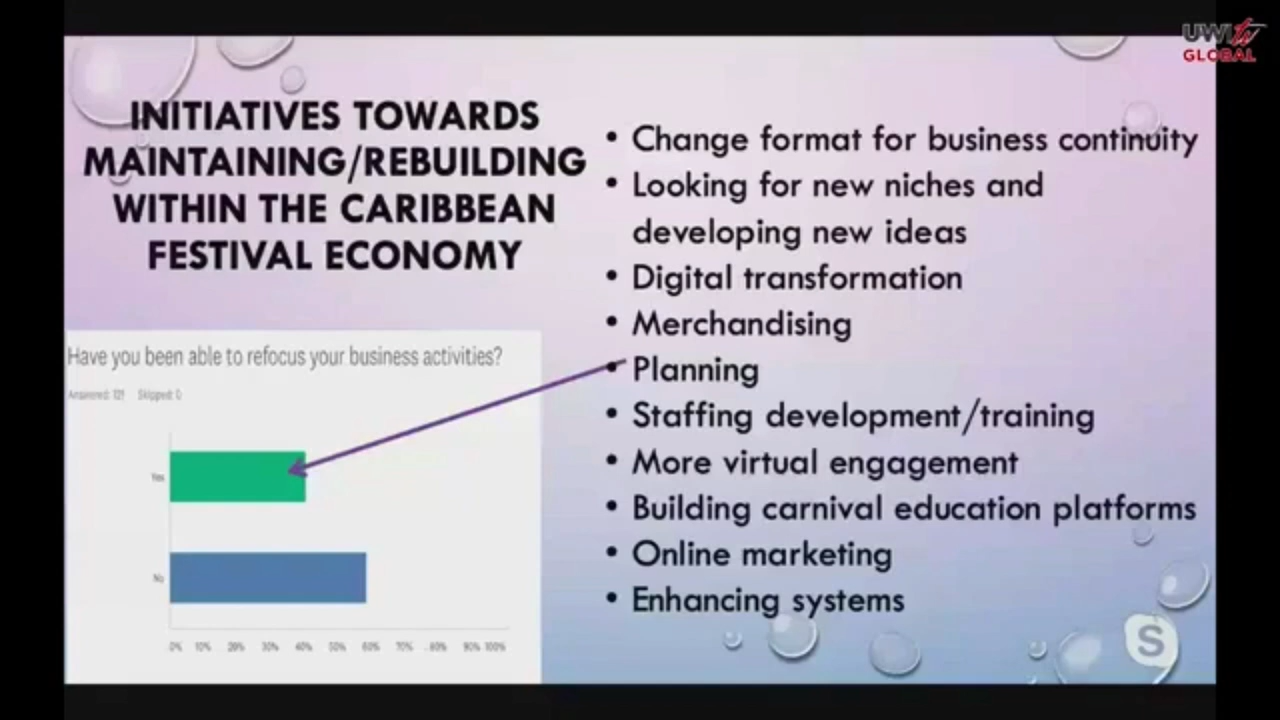 UWItv
GLOBAL
INITIATIVES TOWARDS
MAINTAINING/REBUILDING
WITHIN THE CARIBBEAN
FESTIVAL ECONOMY
Have you been able to refocus your business activities?
Answered: 121 Skipped: 0
Yes
No
0% 10% 20% 30% 40% 50% 60% 70% 80% 90% 100%
• Change format for business continuity
• Looking for new niches and
developing new ideas
• Digital transformation
• Merchandising
• Planning
• Staffing development/training
• More virtual engagement
• Building carnival education platforms
• Online marketing
• Enhancing systems
S